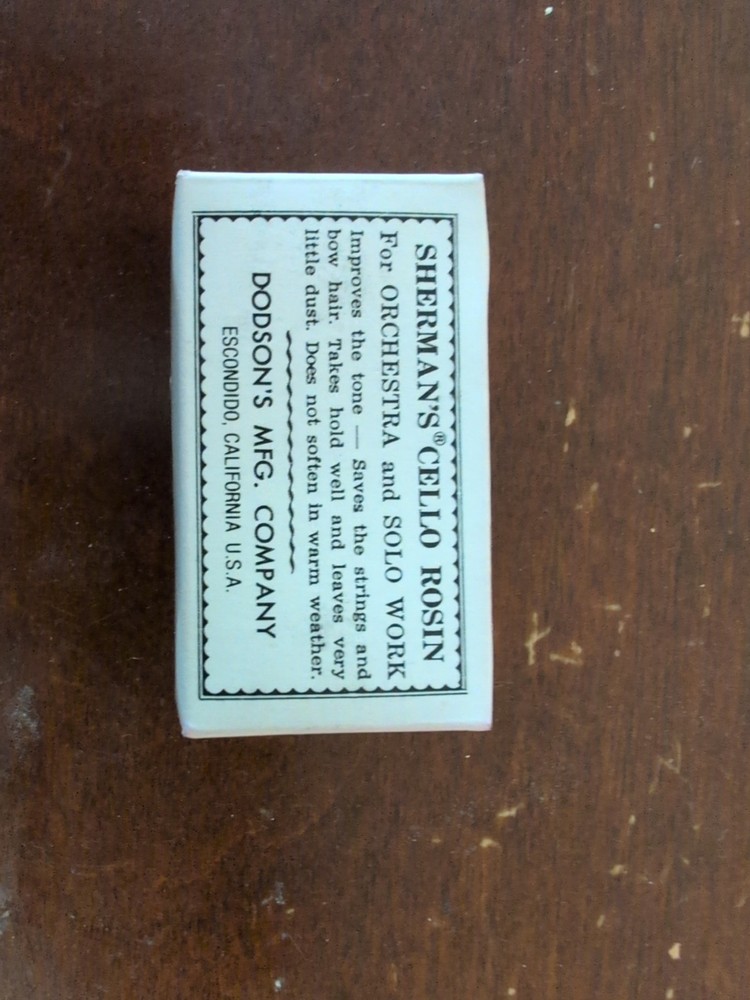 SHERMAN'S® CELLO ROSIN
For ORCHESTRA and SOLO WORK
Improves the tone — Saves the strings and
bow hair. Takes hold well and leaves very
little dust. Does not soften in warm weather.
DODSON'S MFG. COMPANY
ESCONDIDO, CALIFORNIA U.S.A.